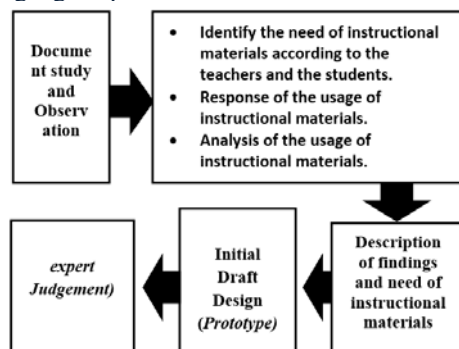 Docume
nt study
and
Observ
ation
• Identify the need of instructional
materials according to the
teachers and the students.
• Response of the usage of
instructional materials.
• Analysis of the usage of
instructional materials.
Description
of findings
and need of
instructional
materials
Initial
Draft
Design
(Prototype)
expert
Judgement)